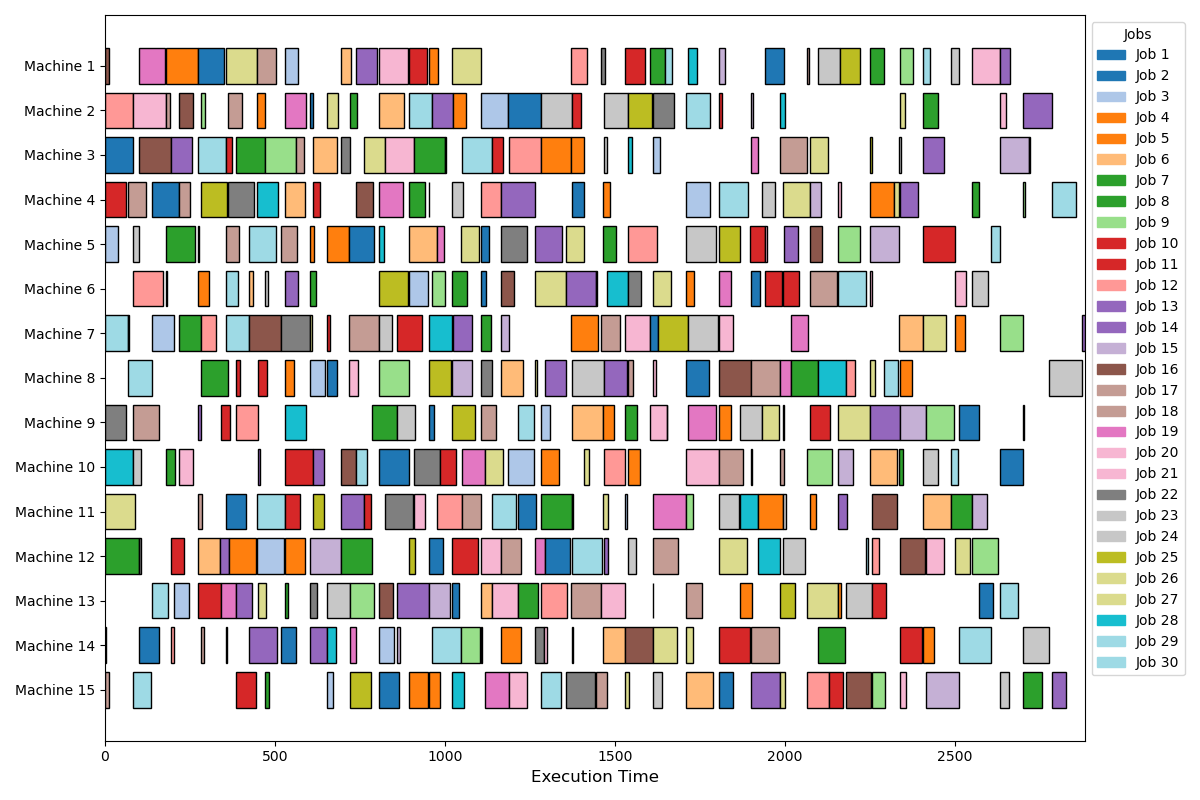 Machine 1
Machine 2
Machine 3
Machine 4
Machine 5
Machine 6
Machine 7
Machine 8
Machine 9
Machine 10
Machine 11
Machine 12
Machine 13
Machine 14
Machine 15
0 500 1000 1500 2000 2500
Execution Time
Jobs
Job 1
Job 2
Job 3
Job 4
Job 5
Job 6
Job 7
Job 8
Job 9
Job 10
Job 11
Job 12
Job 13
Job 14
Job 15
Job 16
Job 17
Job 18
Job 19
Job 20
Job 21
Job 22
Job 23
Job 24
Job 25
Job 26
Job 27
Job 28
Job 29
Job 30